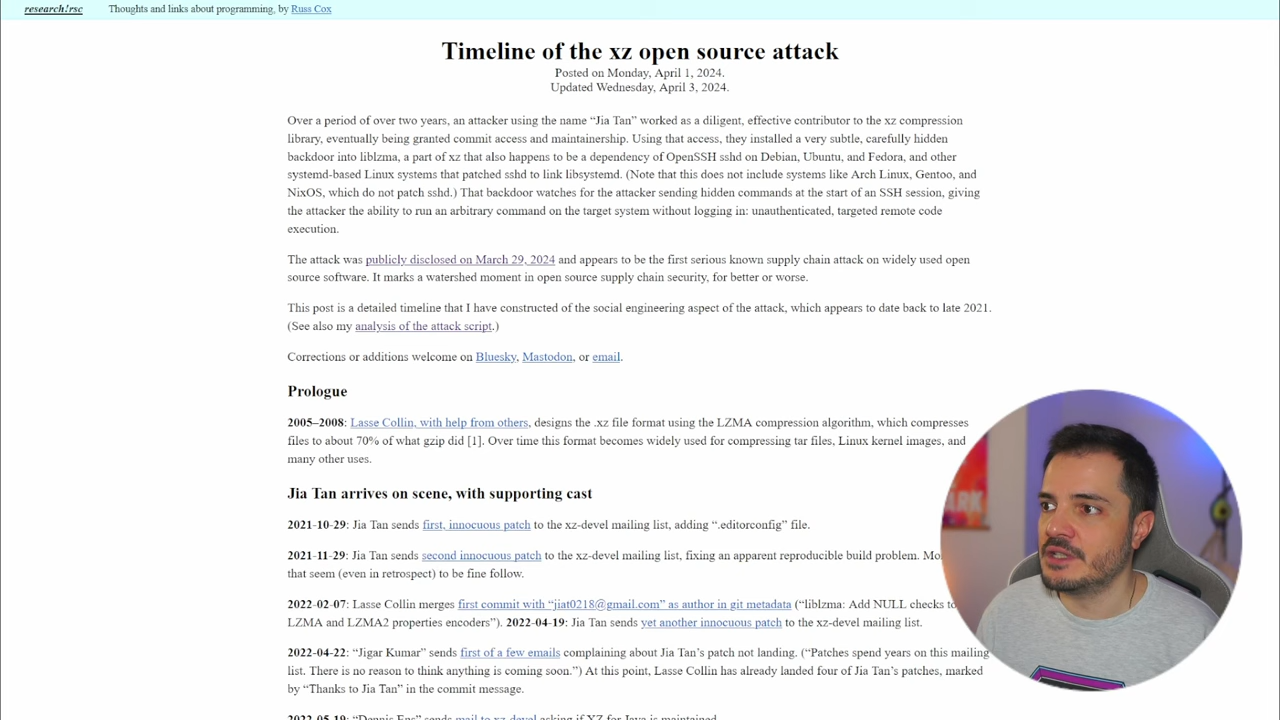 research!rsc Thoughts and links about programming, by Russ Cox
Timeline of the xz open source attack
Posted on Monday, April 1, 2024.
Updated Wednesday, April 3, 2024.
Over a period of over two years, an attacker using the name “Jia Tan” worked as a diligent, effective contributor to the xz compression
library, eventually being granted commit access and maintainership. Using that access, they installed a very subtle, carefully hidden
backdoor into liblzma, a part of xz that also happens to be a dependency of OpenSSH sshd on Debian, Ubuntu, and Fedora, and other
systemd-based Linux systems that patched sshd to link libsystemd. (Note that this does not include systems like Arch Linux, Gentoo, and
NixOS, which do not patch sshd.) That backdoor watches for the attacker sending hidden commands at the start of an SSH session, giving
the attacker the ability to run an arbitrary command on the target system without logging in: unauthenticated, targeted remote code
execution.
The attack was publicly disclosed on March 29, 2024 and appears to be the first serious known supply chain attack on widely used open
source software. It marks a watershed moment in open source supply chain security, for better or worse.
This post is a detailed timeline that I have constructed of the social engineering aspect of the attack, which appears to date back to late 2021.
(See also my analysis of the attack script.)
Corrections or additions welcome on Bluesky, Mastodon, or email.
Prologue
2005–2008: Lasse Collin, with help from others, designs the .xz file format using the LZMA compression algorithm, which compresses
files to about 70% of what gzip did [1]. Over time this format becomes widely used for compressing tar files, Linux kernel images, and
many other uses.
Jia Tan arrives on scene, with supporting cast
2021-10-29: Jia Tan sends first, innocuous patch to the xz-devel mailing list, adding “.editorconfig” file.
2021-11-29: Jia Tan sends second innocuous patch to the xz-devel mailing list, fixing an apparent reproducible build problem.
that seem (even in retrospect) to be fine follow.
2022-02-07: Lasse Collin merges first commit with “jiat0218@gmail.com” as author in git metadata (“liblzma: Add NULL checks to
LZMA and LZMA2 properties encoders”). 2022-04-19: Jia Tan sends yet another innocuous patch to the xz-devel mailing list.
2022-04-22: “Jigar Kumar” sends first of a few emails complaining about Jia Tan’s patch not landing. (“Patches spend years on this mailing
list. There is no reason to think anything is coming soon.”) At this point, Lasse Collin has already landed four of Jia Tan’s patches, marked
by “Thanks to Jia Tan” in the commit message.
2022-05-19: “Dennis Ens” sends mail to xz-devel asking if XZ for Java is maintained.